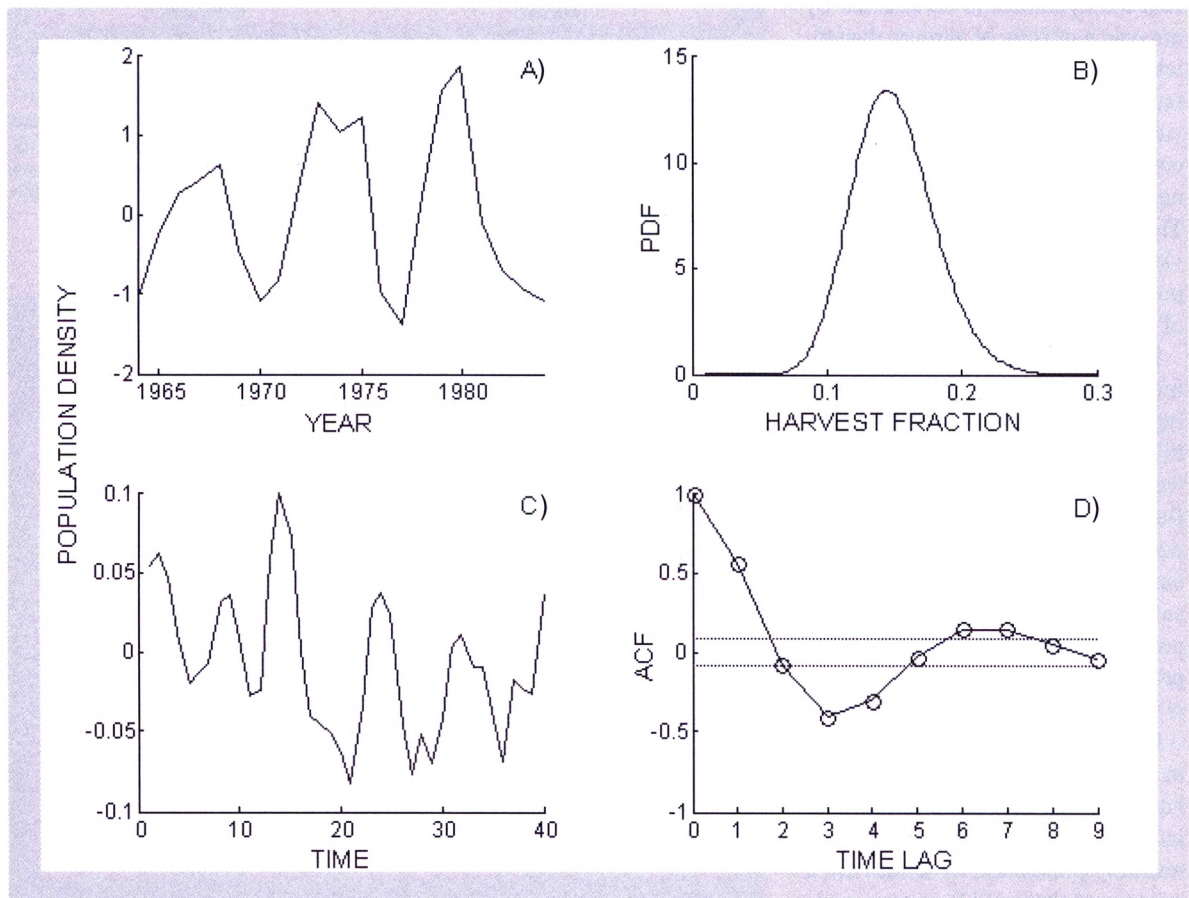 A)
2
1
0
-1
-2
1965 1970 1975 1980
YEAR
B)
15
10
5
0
PDF
0 0.1 0.2 0.3
HARVEST FRACTION
POPULATION DENSITY
C)
0.1
0.05
0
-0.05
-0.1
0 10 20 30 40
TIME
D)
1
0.5
0
-0.5
-1
ACF
0 1 2 3 4 5 6 7 8 9
TIME LAG